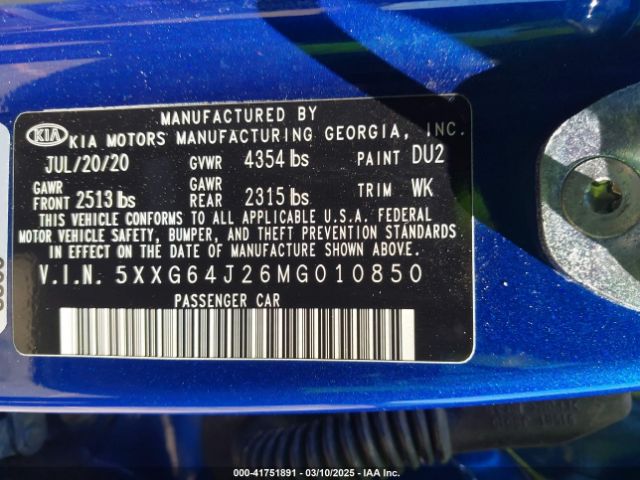 MANUFACTURED BY
KIA KIA MOTORS MANUFACTURING GEORGIA, INC.
JUL/20/20 GVWR 4354 lbs PAINT DU2
GAWR FRONT 2513 lbs GAWR REAR 2315 lbs TRIM WK
THIS VEHICLE CONFORMS TO ALL APPLICABLE U.S.A. FEDERAL
MOTOR VEHICLE SAFETY, BUMPER, AND THEFT PREVENTION STANDARDS
IN EFFECT ON THE DATE OF MANUFACTURE SHOWN ABOVE.
V.I.N. 5XXG64J26MG010850
PASSENGER CAR
000-41751891 — 03/10/2025 — IAA Inc.